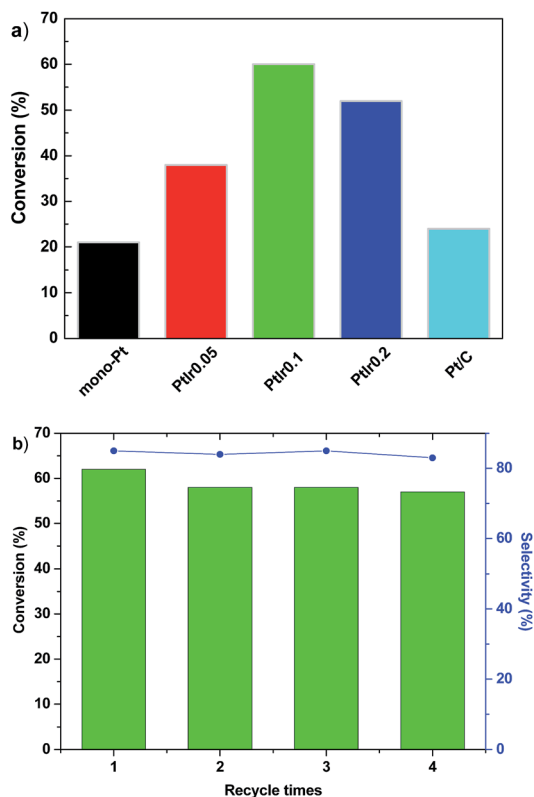 a)
70
60
50
40
30
20
10
0
Conversion (%)
mono-Pt
PtIr0.05
PtIr0.1
PtIr0.2
Pt/C
b)
70
60
50
40
30
20
10
0
Conversion (%)
80
60
40
20
0
Selectivity (%)
1 2 3 4
Recycle times